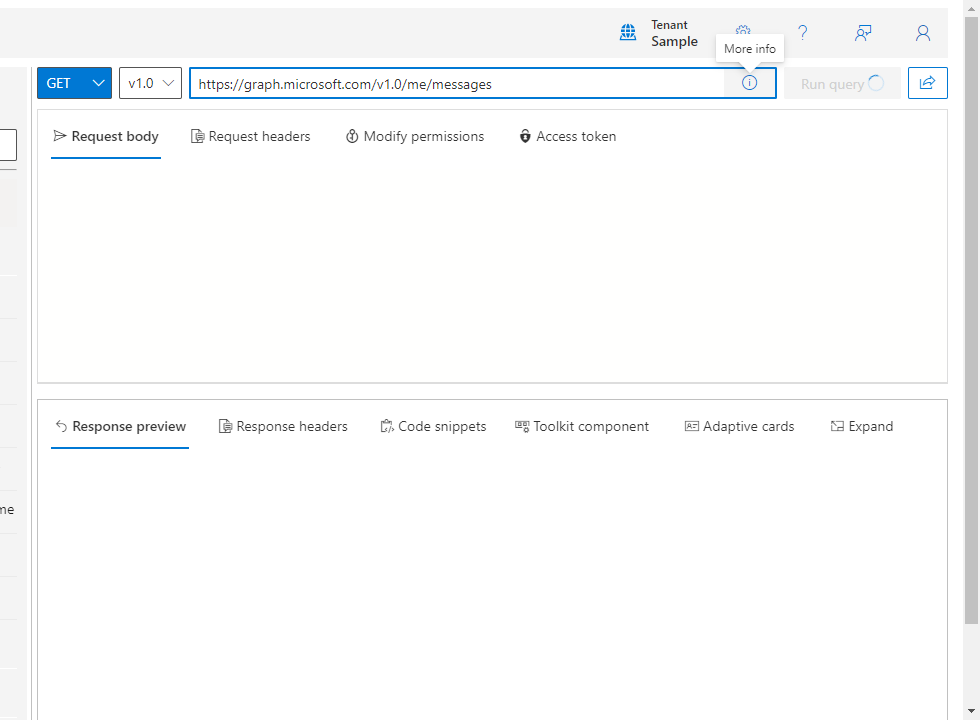 Tenant
Sample
More info
GET
v1.0
https://graph.microsoft.com/v1.0/me/messages
Run query
Request body
Request headers
Modify permissions
Access token
Response preview
Response headers
Code snippets
Toolkit component
Adaptive cards
Expand
me